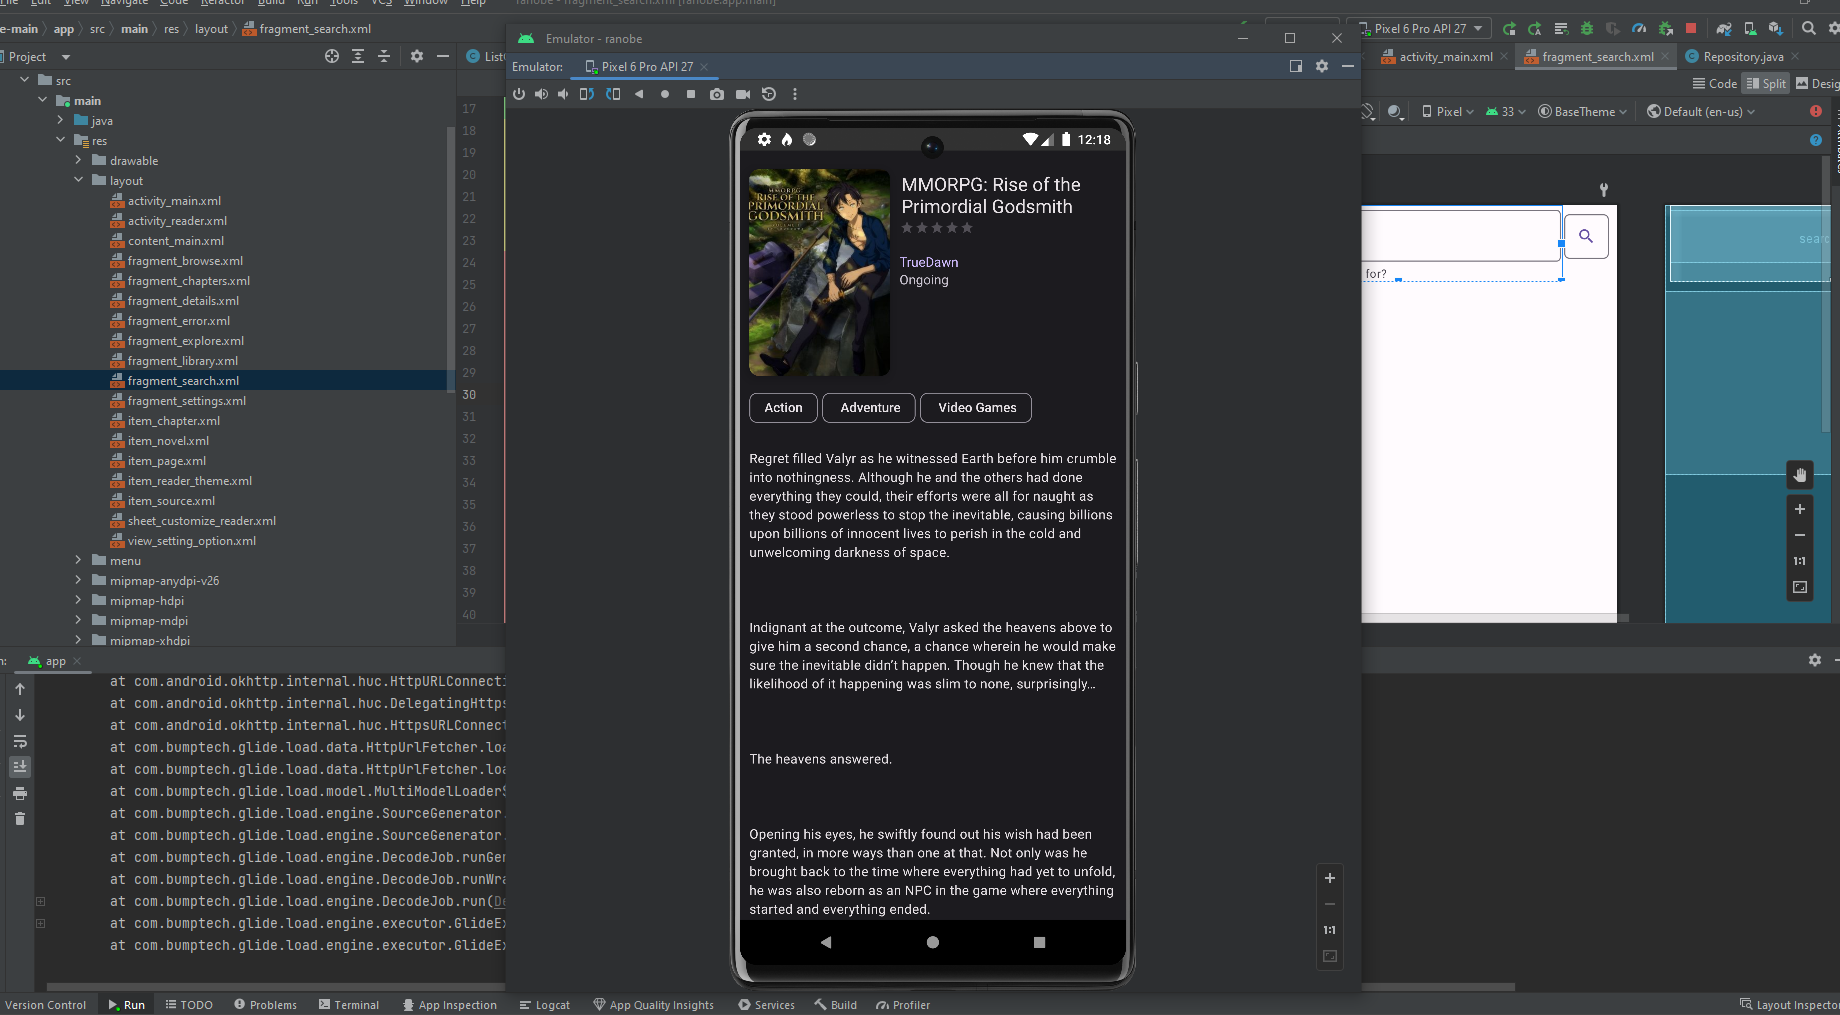 File Edit View Navigate Code Refactor Build Run Tools VCS Window Help
ranobe - fragment_search.xml [ranobe.app.main]
e-main app src main res layout fragment_search.xml
Emulator - ranobe
Pixel 6 Pro API 27
Project
Emulator: Pixel 6 Pro API 27
activity_main.xml fragment_search.xml Repository.java
Code Split
Pixel 33 BaseTheme Default (en-us)
src
main
java
res
drawable
layout
activity_main.xml
activity_reader.xml
content_main.xml
fragment_browse.xml
fragment_chapters.xml
fragment_details.xml
fragment_error.xml
fragment_explore.xml
fragment_library.xml
fragment_search.xml
fragment_settings.xml
item_chapter.xml
item_novel.xml
item_page.xml
item_reader_theme.xml
item_source.xml
sheet_customize_reader.xml
view_setting_option.xml
menu
mipmap-anydpi-v26
mipmap-hdpi
mipmap-mdpi
mipmap-xhdpi
17
18
19
20
21
22
23
24
25
26
27
28
29
30
31
32
33
34
35
36
37
38
39
40
12:18
MMORPG
RISE OF THE
PRIMORDIAL
GODSMITH
MMORPG: Rise of the
Primordial Godsmith
TrueDawn
Ongoing
Action Adventure Video Games
Regret filled Valyr as he witnessed Earth before him crumble
into nothingness. Although he and the others had done
everything they could, their efforts were all for naught as
they stood powerless to stop the inevitable, causing billions
upon billions of innocent lives to perish in the cold and
unwelcoming darkness of space.
Indignant at the outcome, Valyr asked the heavens above to
give him a second chance, a chance wherein he would make
sure the inevitable didn't happen. Though he knew that the
likelihood of it happening was slim to none, surprisingly…
The heavens answered.
Opening his eyes, he swiftly found out his wish had been
granted, in more ways than one at that. Not only was he
brought back to the time where everything had yet to unfold,
he was also reborn as an NPC in the game where everything
started and everything ended.
for?
searc
1:1
1:1
app
at com.android.okhttp.internal.huc.HttpURLConnecti
at com.android.okhttp.internal.huc.DelegatingHttps
at com.android.okhttp.internal.huc.HttpsURLConnect
at com.bumptech.glide.load.data.HttpUrlFetcher.loa
at com.bumptech.glide.load.data.HttpUrlFetcher.loa
at com.bumptech.glide.load.model.MultiModelLoader$
at com.bumptech.glide.load.engine.SourceGenerator.
at com.bumptech.glide.load.engine.SourceGenerator.
at com.bumptech.glide.load.engine.DecodeJob.runGer
at com.bumptech.glide.load.engine.DecodeJob.runWra
at com.bumptech.glide.load.engine.DecodeJob.run(De
at com.bumptech.glide.load.engine.executor.GlideEx
at com.bumptech.glide.load.engine.executor.GlideEx
Version Control Run TODO Problems Terminal App Inspection Logcat App Quality Insights Services Build Profiler Layout Inspector